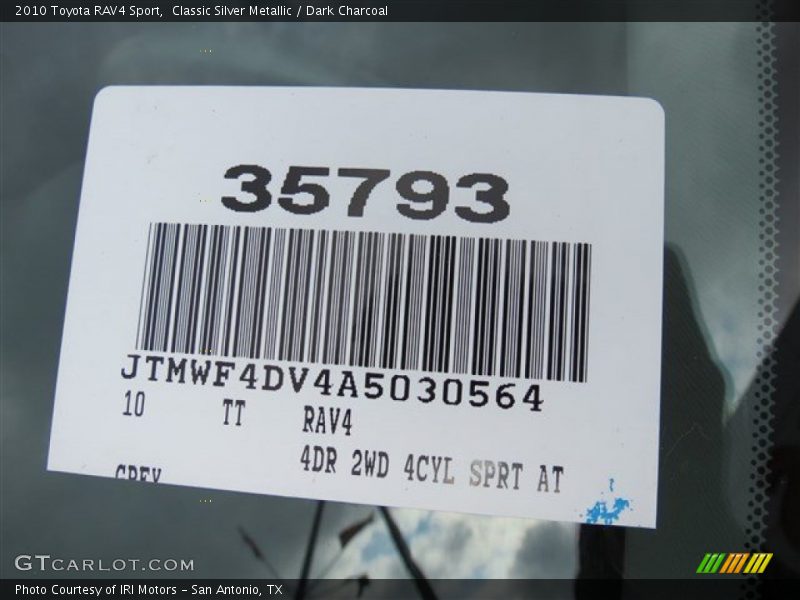 2010 Toyota RAV4 Sport,  Classic Silver Metallic / Dark Charcoal
35793
JTMWF4DV4A5030564
10 TT RAV4
4DR 2WD 4CYL SPRT AT
GREY
GTCARLOT.COM
Photo Courtesy of IRI Motors – San Antonio, TX